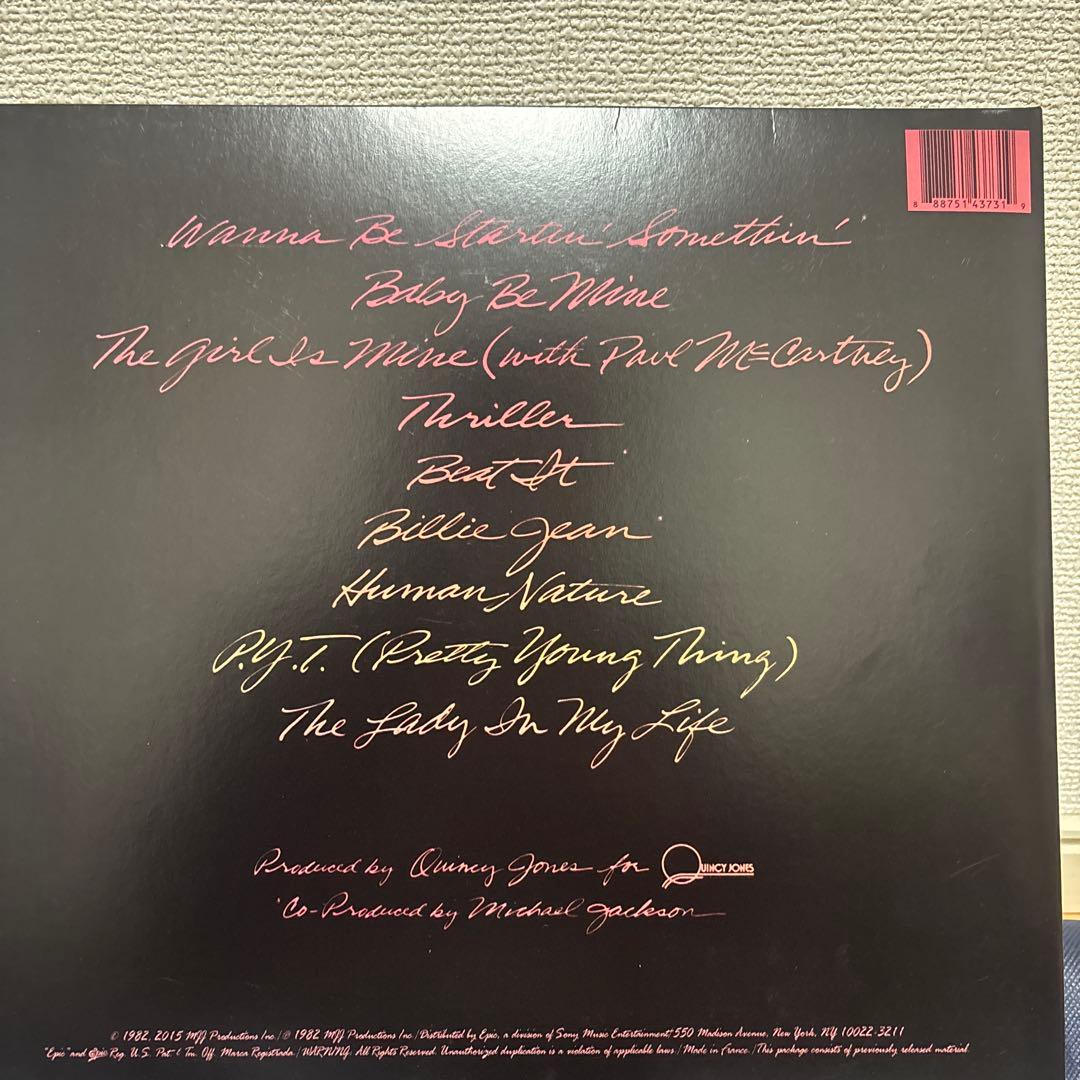 8 88751 43731 9
Wanna Be Startin' Somethin'
Baby Be Mine
The Girl Is Mine (with Paul McCartney)
Thriller
Beat It
Billie Jean
Human Nature
P.Y.T. (Pretty Young Thing)
The Lady In My Life
Produced by Quincy Jones for QUINCY JONES
Co-Produced by Michael Jackson
© 1982, 2015 MJJ Productions Inc. / ℗ 1982 MJJ Productions Inc. / Distributed by Epic, a division of Sony Music Entertainment / 550 Madison Avenue, New York, NY 10022-3211
"Epic" and Epic Reg. U.S. Pat. & Tm. Off. Marca Registrada. / WARNING: All Rights Reserved. Unauthorized duplication is a violation of applicable laws. / Made in France. / This package consists of previously released material.